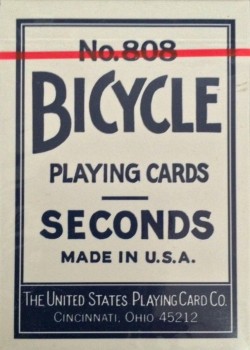 No. 808
BICYCLE
PLAYING CARDS
SECONDS
MADE IN U.S.A.
THE UNITED STATES PLAYING CARD CO.
CINCINNATI, OHIO 45212